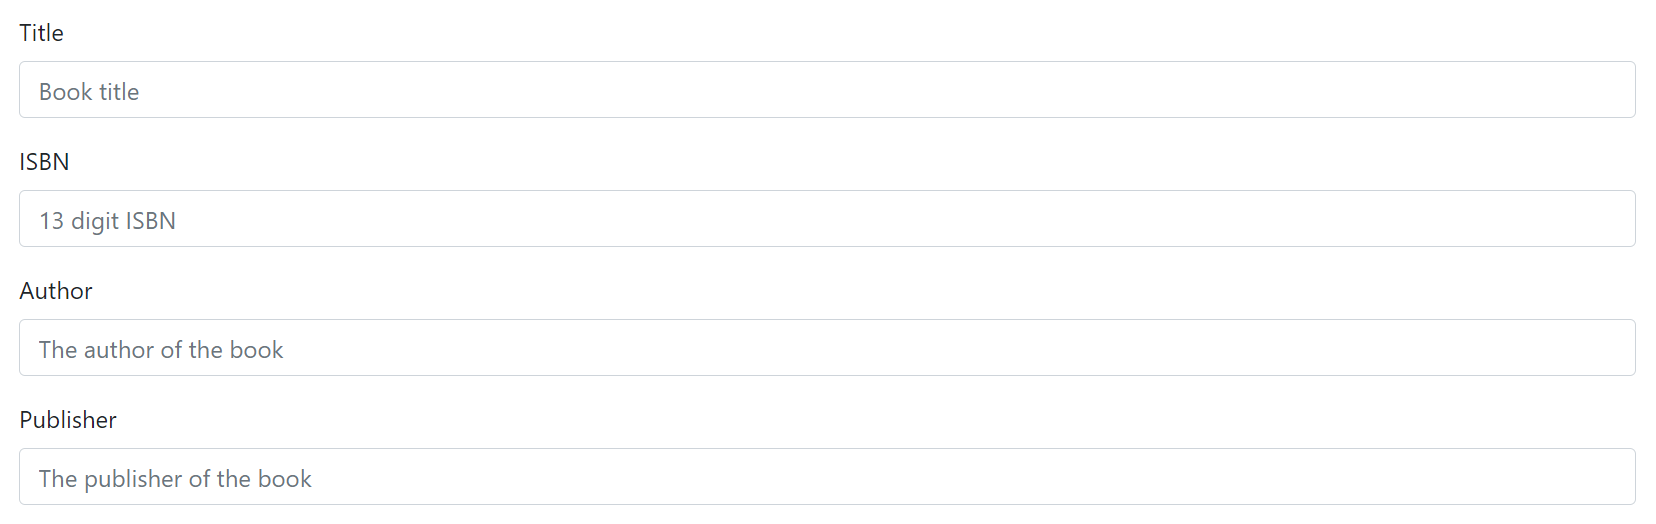 Title
Book title
ISBN
13 digit ISBN
Author
The author of the book
Publisher
The publisher of the book